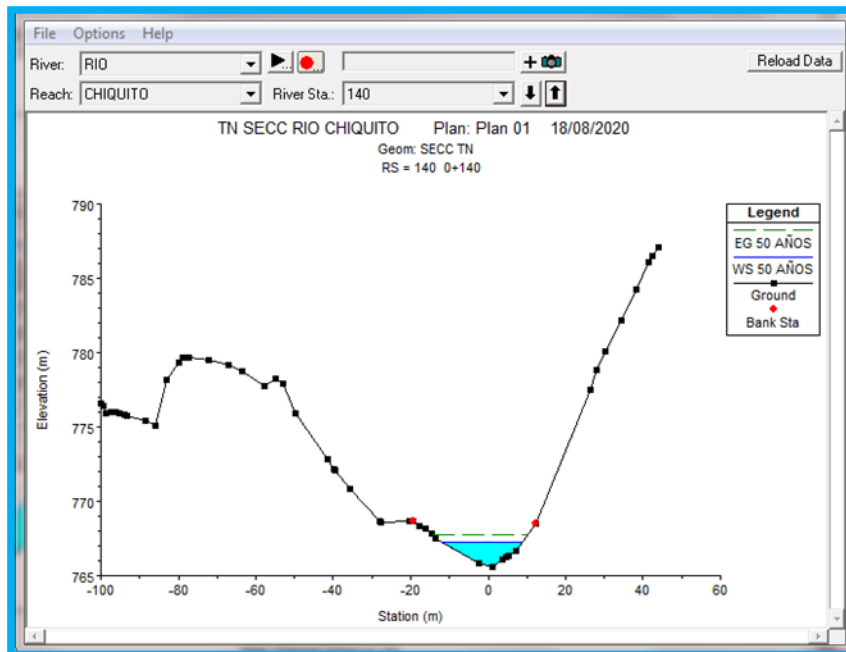 File Options Help
River: RIO
Reload Data
Reach: CHIQUITO River Sta.: 140
TN SECC RIO CHIQUITO Plan: Plan 01 18/08/2020
Geom: SECC TN
RS = 140 0+140
Legend
EG 50 AÑOS
WS 50 AÑOS
Ground
Bank Sta
Elevation (m)
790
785
780
775
770
765
-100 -80 -60 -40 -20 0 20 40 60
Station (m)